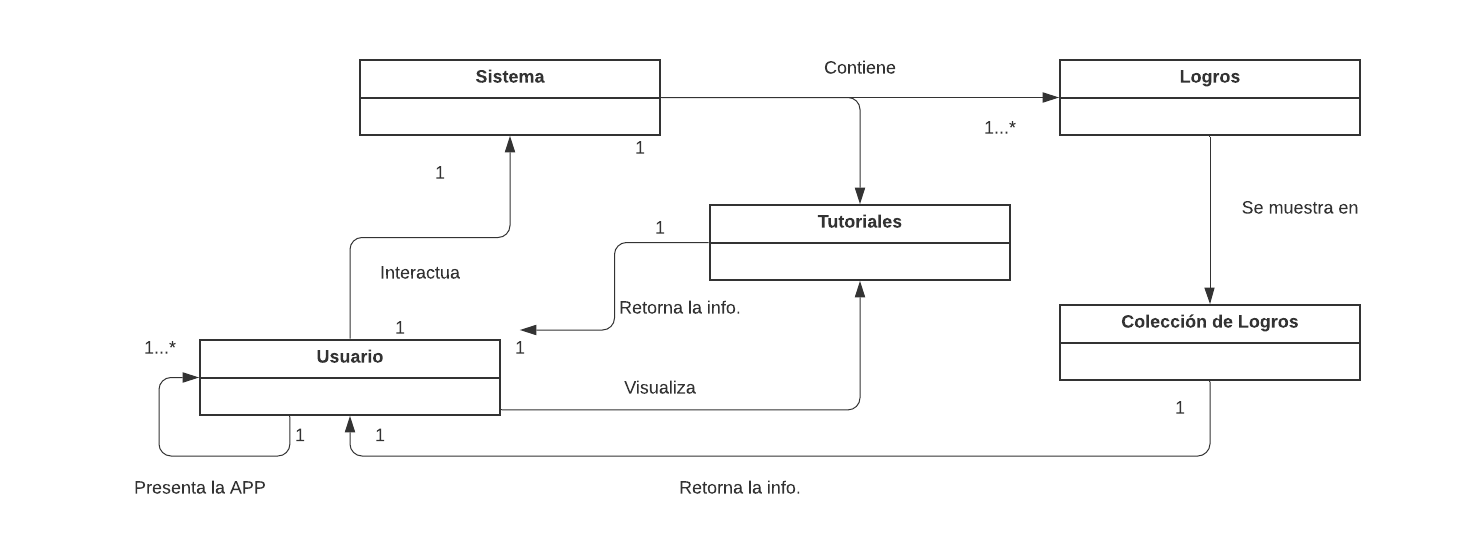 Contiene
Sistema
Logros
1...*
1
1
Se muestra en
Tutoriales
1
Interactua
Retorna la info.
Colección de Logros
1
1...*
1
Usuario
Visualiza
1
1
1
Presenta la APP
Retorna la info.